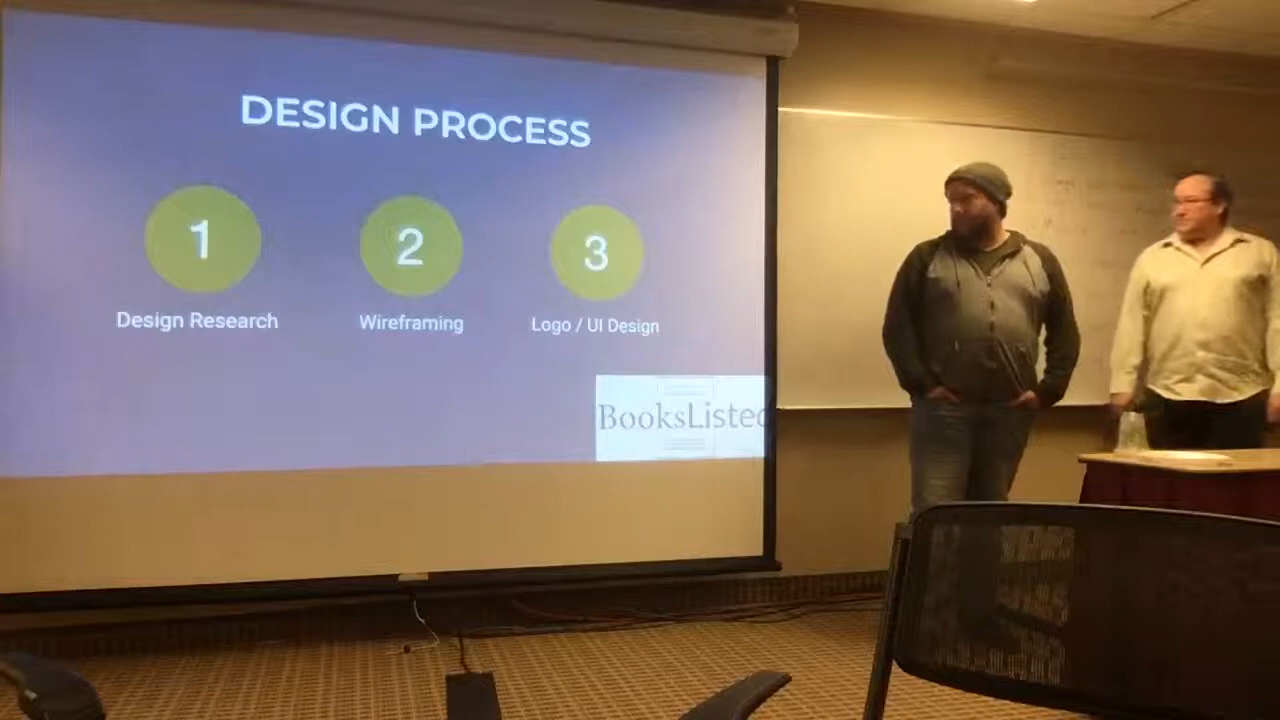 DESIGN PROCESS
1 2 3
Design Research Wireframing Logo / UI Design
BooksListed